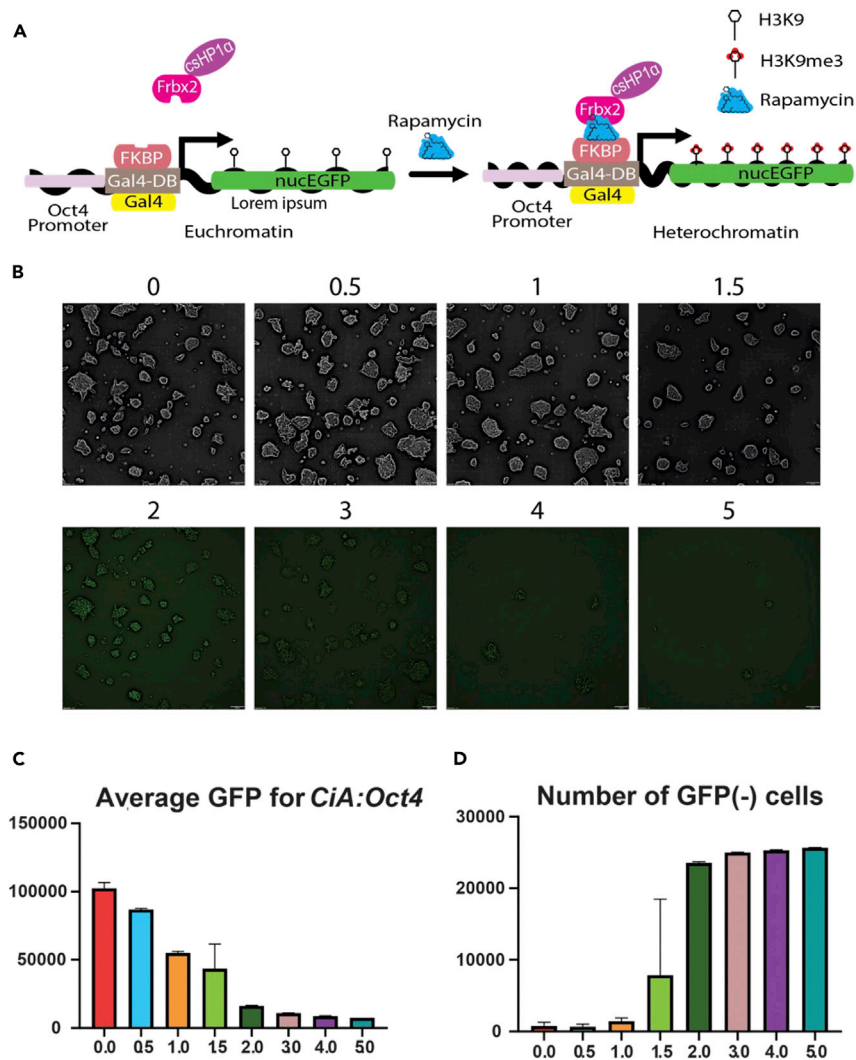 A
csHP1α
Frbx2
FKBP
Gal4-DB
Gal4
Oct4
Promoter
nucEGFP
Lorem ipsum
Euchromatin
Rapamycin
csHP1α
Frbx2
FKBP
Gal4-DB
Gal4
Oct4
Promoter
nucEGFP
Heterochromatin
H3K9
H3K9me3
Rapamycin
B
0 0.5 1 1.5
2 3 4 5
C
Average GFP for CiA:Oct4
150000
100000
50000
0
0.0 0.5 1.0 1.5 2.0 3.0 4.0 5.0
D
Number of GFP(-) cells
30000
20000
10000
0
0.0 0.5 1.0 1.5 2.0 3.0 4.0 5.0